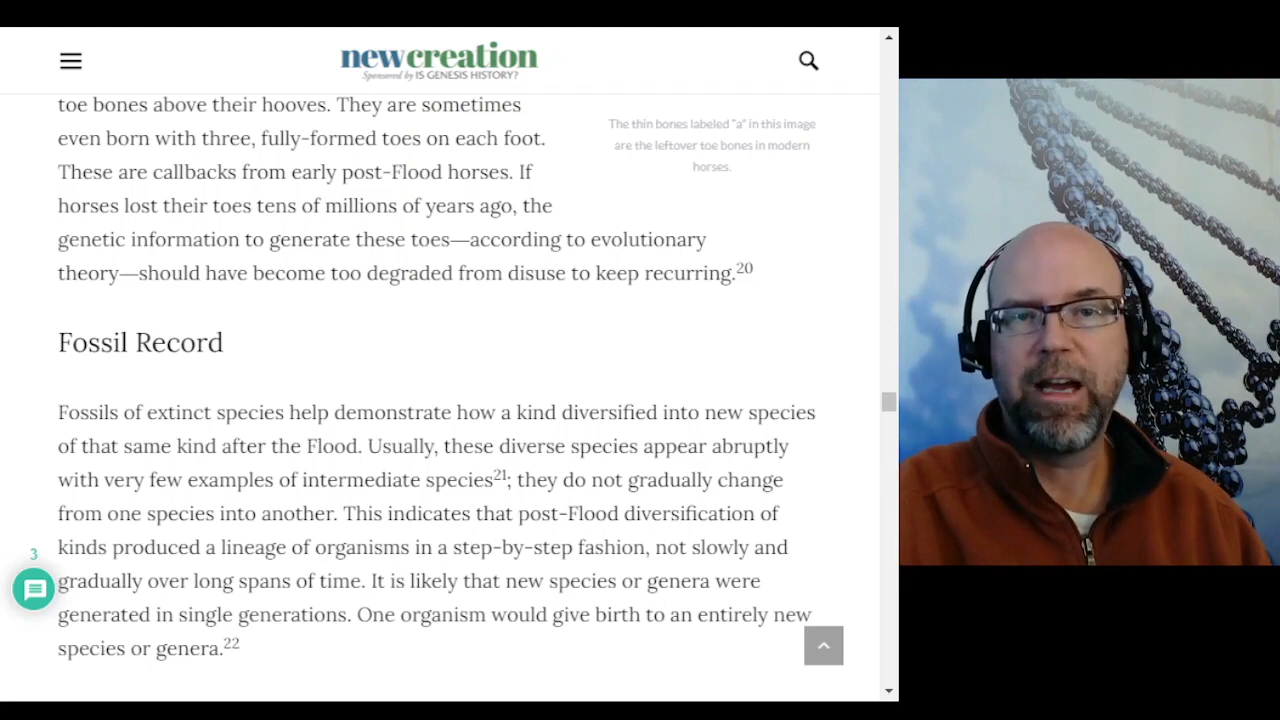 newcreation
Sponsored by IS GENESIS HISTORY?
toe bones above their hooves. They are sometimes
even born with three, fully-formed toes on each foot.
These are callbacks from early post-Flood horses. If
horses lost their toes tens of millions of years ago, the
genetic information to generate these toes—according to evolutionary
theory—should have become too degraded from disuse to keep recurring.20
The thin bones labeled "a" in this image
are the leftover toe bones in modern
horses.
Fossil Record
Fossils of extinct species help demonstrate how a kind diversified into new species
of that same kind after the Flood. Usually, these diverse species appear abruptly
with very few examples of intermediate species21; they do not gradually change
from one species into another. This indicates that post-Flood diversification of
kinds produced a lineage of organisms in a step-by-step fashion, not slowly and
gradually over long spans of time. It is likely that new species or genera were
generated in single generations. One organism would give birth to an entirely new
species or genera.22
3